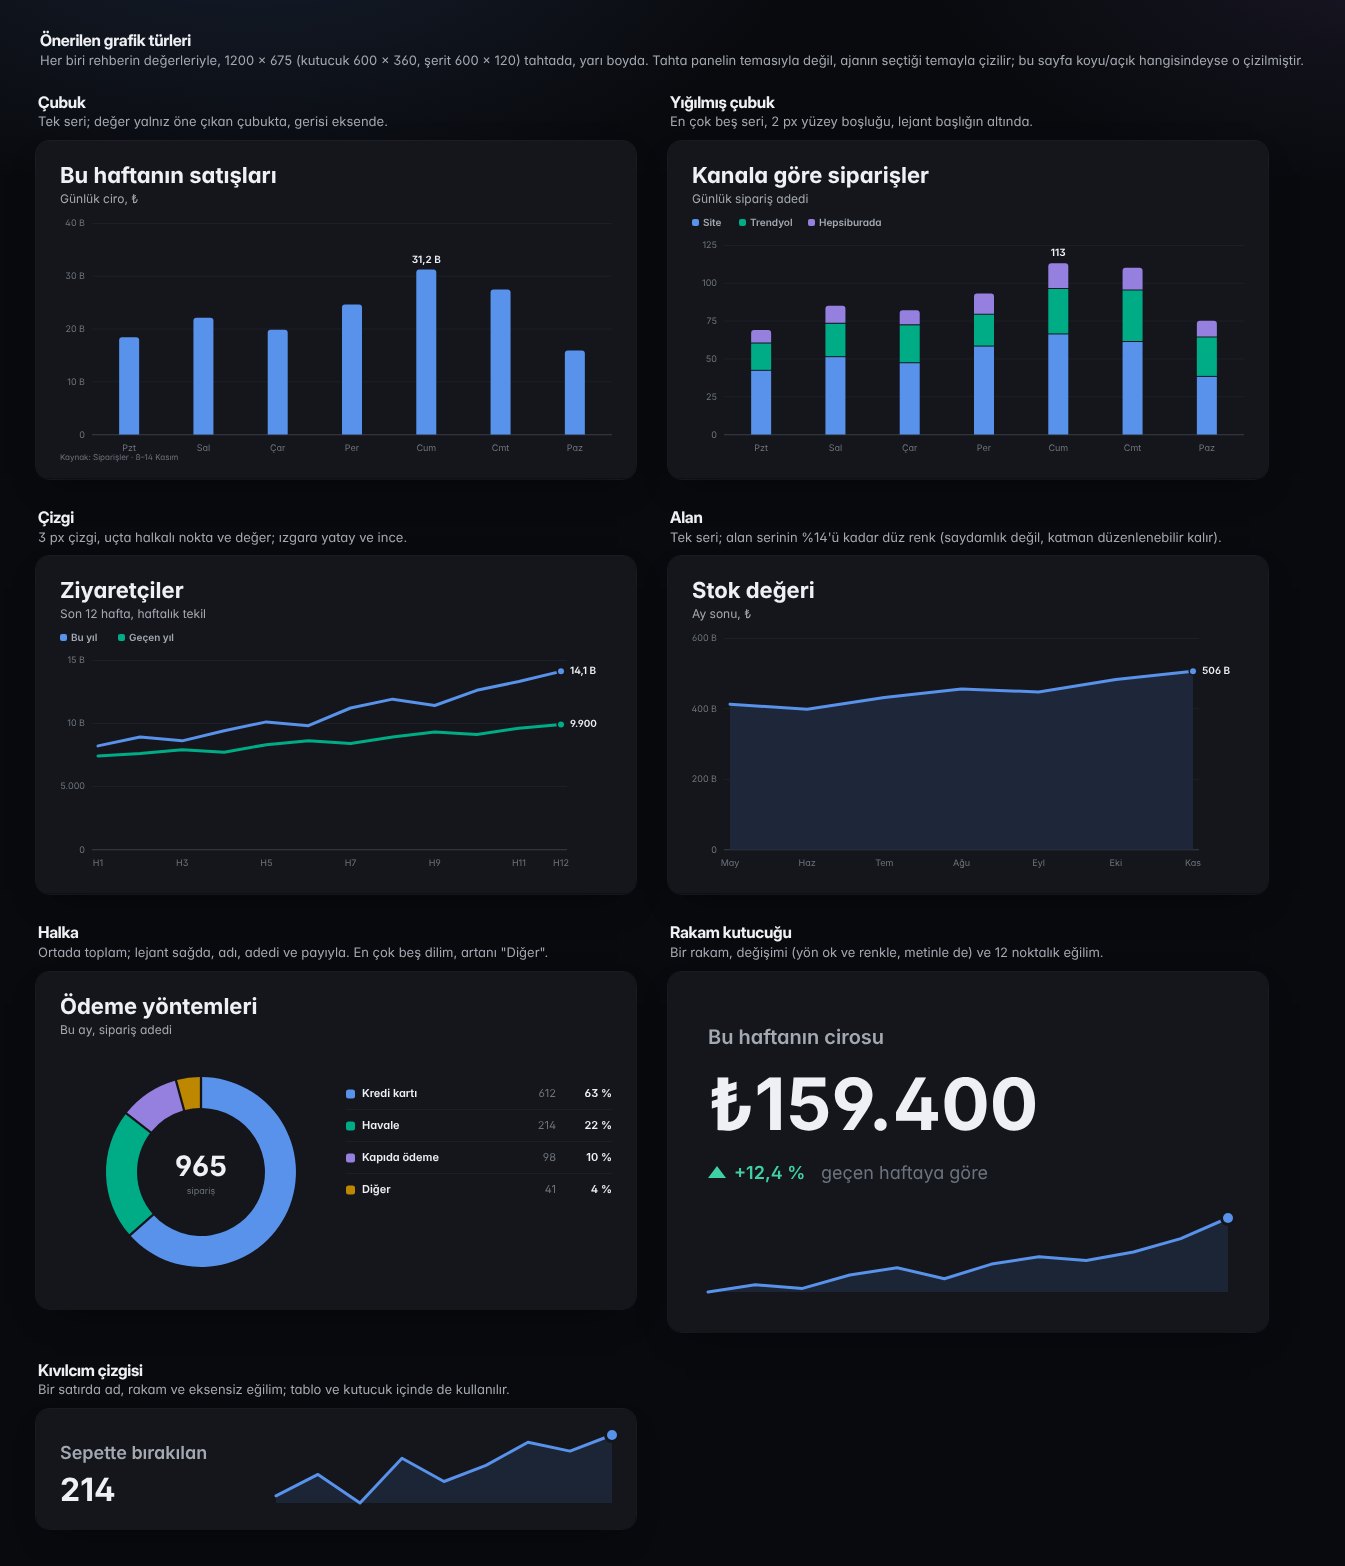 Önerilen grafik türleri
Her biri rehberin değerleriyle, 1200 × 675 (kutucuk 600 × 360, şerit 600 × 120) tahtada, yarı boyda. Tahta panelin temasıyla değil, ajanın seçtiği temayla çizilir; bu sayfa koyu/açık hangisindeyse o çizilmiştir.
Çubuk
Tek seri; değer yalnız öne çıkan çubukta, gerisi eksende.
Bu haftanın satışları
Günlük ciro, ₺
40 B
30 B
20 B
10 B
0
31,2 B
Pzt Sal Çar Per Cum Cmt Paz
Kaynak: Siparişler · 8–14 Kasım
Yığılmış çubuk
En çok beş seri, 2 px yüzey boşluğu, lejant başlığın altında.
Kanala göre siparişler
Günlük sipariş adedi
Site Trendyol Hepsiburada
125
100
75
50
25
0
113
Pzt Sal Çar Per Cum Cmt Paz
Çizgi
3 px çizgi, uçta halkalı nokta ve değer; ızgara yatay ve ince.
Ziyaretçiler
Son 12 hafta, haftalık tekil
Bu yıl Geçen yıl
15 B
10 B
5.000
0
14,1 B
9.900
H1 H3 H5 H7 H9 H11 H12
Alan
Tek seri; alan serinin %14'ü kadar düz renk (saydamlık değil, katman düzenlenebilir kalır).
Stok değeri
Ay sonu, ₺
600 B
400 B
200 B
0
506 B
May Haz Tem Ağu Eyl Eki Kas
Halka
Ortada toplam; lejant sağda, adı, adedi ve payıyla. En çok beş dilim, artanı "Diğer".
Ödeme yöntemleri
Bu ay, sipariş adedi
965
sipariş
Kredi kartı 612 63 %
Havale 214 22 %
Kapıda ödeme 98 10 %
Diğer 41 4 %
Rakam kutucuğu
Bir rakam, değişimi (yön ok ve renkle, metinle de) ve 12 noktalık eğilim.
Bu haftanın cirosu
₺159.400
+12,4 % geçen haftaya göre
Kıvılcım çizgisi
Bir satırda ad, rakam ve eksensiz eğilim; tablo ve kutucuk içinde de kullanılır.
Sepette bırakılan
214